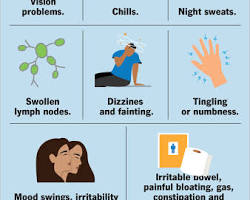 Vision
problems.
Chills.
Night sweats.
Swollen
lymph nodes.
Dizzines
and fainting.
Tingling
or numbness.
Mood swings, irritability
Irritable bowel,
painful bloating, gas,
constipation and